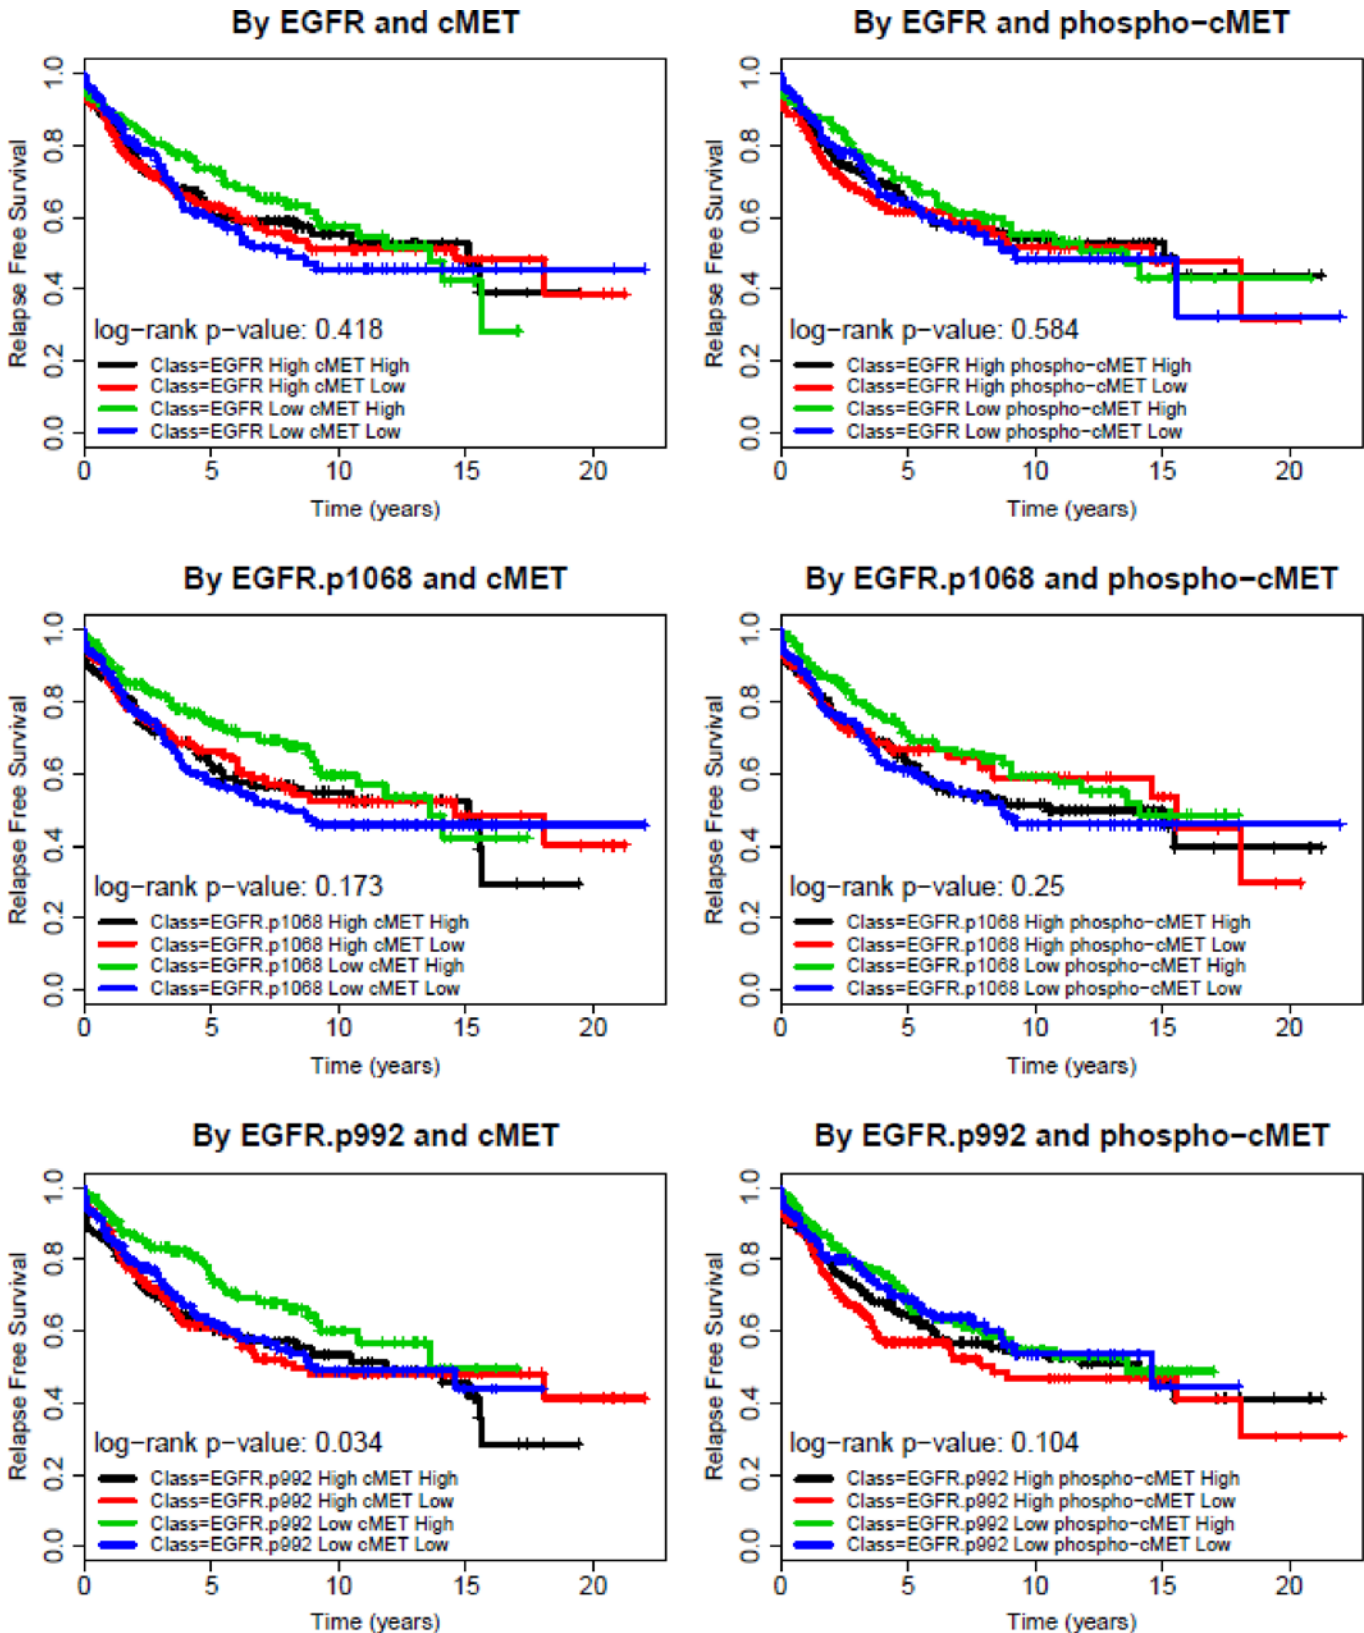 By EGFR and cMET
Relapse Free Survival
1.0
0.8
0.6
0.4
0.2
0.0
log-rank p-value: 0.418
Class=EGFR High cMET High
Class=EGFR High cMET Low
Class=EGFR Low cMET High
Class=EGFR Low cMET Low
0 5 10 15 20
Time (years)
By EGFR and phospho-cMET
Relapse Free Survival
1.0
0.8
0.6
0.4
0.2
0.0
log-rank p-value: 0.584
Class=EGFR High phospho-cMET High
Class=EGFR High phospho-cMET Low
Class=EGFR Low phospho-cMET High
Class=EGFR Low phospho-cMET Low
0 5 10 15 20
Time (years)
By EGFR.p1068 and cMET
Relapse Free Survival
1.0
0.8
0.6
0.4
0.2
0.0
log-rank p-value: 0.173
Class=EGFR.p1068 High cMET High
Class=EGFR.p1068 High cMET Low
Class=EGFR.p1068 Low cMET High
Class=EGFR.p1068 Low cMET Low
0 5 10 15 20
Time (years)
By EGFR.p1068 and phospho-cMET
Relapse Free Survival
1.0
0.8
0.6
0.4
0.2
0.0
log-rank p-value: 0.25
Class=EGFR.p1068 High phospho-cMET High
Class=EGFR.p1068 High phospho-cMET Low
Class=EGFR.p1068 Low phospho-cMET High
Class=EGFR.p1068 Low phospho-cMET Low
0 5 10 15 20
Time (years)
By EGFR.p992 and cMET
Relapse Free Survival
1.0
0.8
0.6
0.4
0.2
0.0
log-rank p-value: 0.034
Class=EGFR.p992 High cMET High
Class=EGFR.p992 High cMET Low
Class=EGFR.p992 Low cMET High
Class=EGFR.p992 Low cMET Low
0 5 10 15 20
Time (years)
By EGFR.p992 and phospho-cMET
Relapse Free Survival
1.0
0.8
0.6
0.4
0.2
0.0
log-rank p-value: 0.104
Class=EGFR.p992 High phospho-cMET High
Class=EGFR.p992 High phospho-cMET Low
Class=EGFR.p992 Low phospho-cMET High
Class=EGFR.p992 Low phospho-cMET Low
0 5 10 15 20
Time (years)